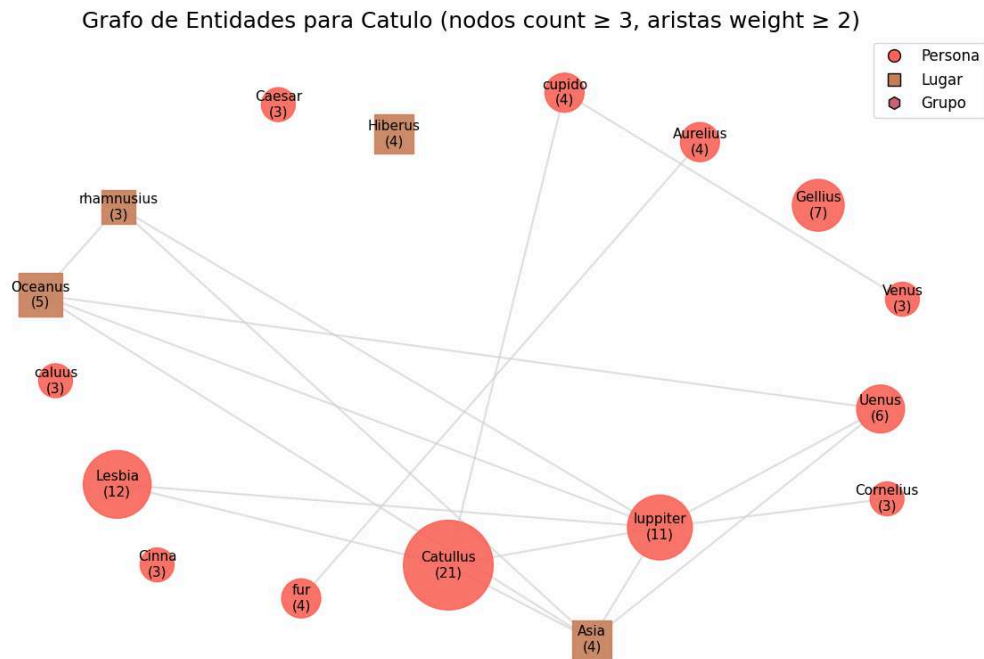 Grafo de Entidades para Catulo (nodos count ≥ 3, aristas weight ≥ 2)
Persona
Lugar
Grupo
Caesar
(3)
Hiberus
(4)
cupido
(4)
Aurelius
(4)
Gellius
(7)
rhamnusius
(3)
Oceanus
(5)
Venus
(3)
caluus
(3)
Uenus
(6)
Lesbia
(12)
Cornelius
(3)
Iuppiter
(11)
Catullus
(21)
Cinna
(3)
fur
(4)
Asia
(4)